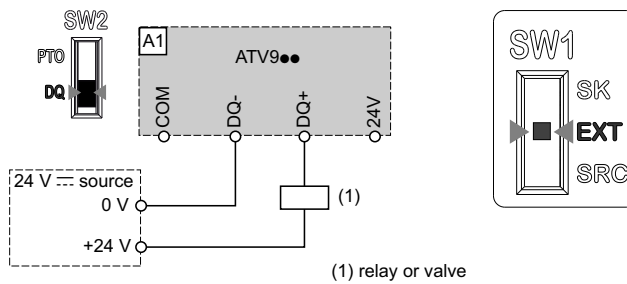 SW2
PTO
DQ
A1
ATV9●●
COM
DQ-
DQ+
24V
24 V ⎓ source
0 V
+24 V
(1)
(1) relay or valve
SW1
SK
EXT
SRC